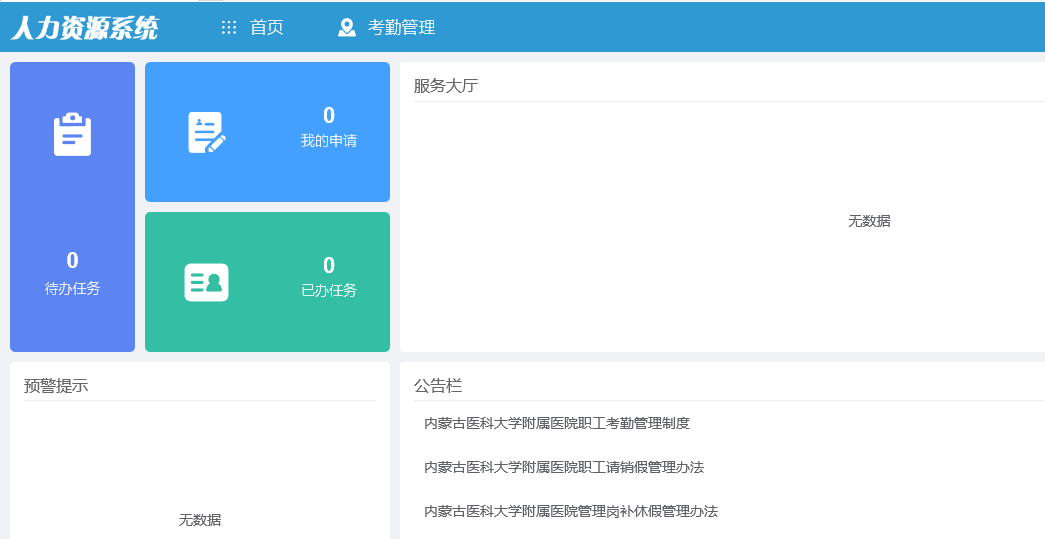 人力资源系统
首页
考勤管理
0
待办任务
0
我的申请
0
已办任务
服务大厅
无数据
预警提示
无数据
公告栏
内蒙古医科大学附属医院职工考勤管理制度
内蒙古医科大学附属医院职工请销假管理办法
内蒙古医科大学附属医院管理岗补休假管理办法